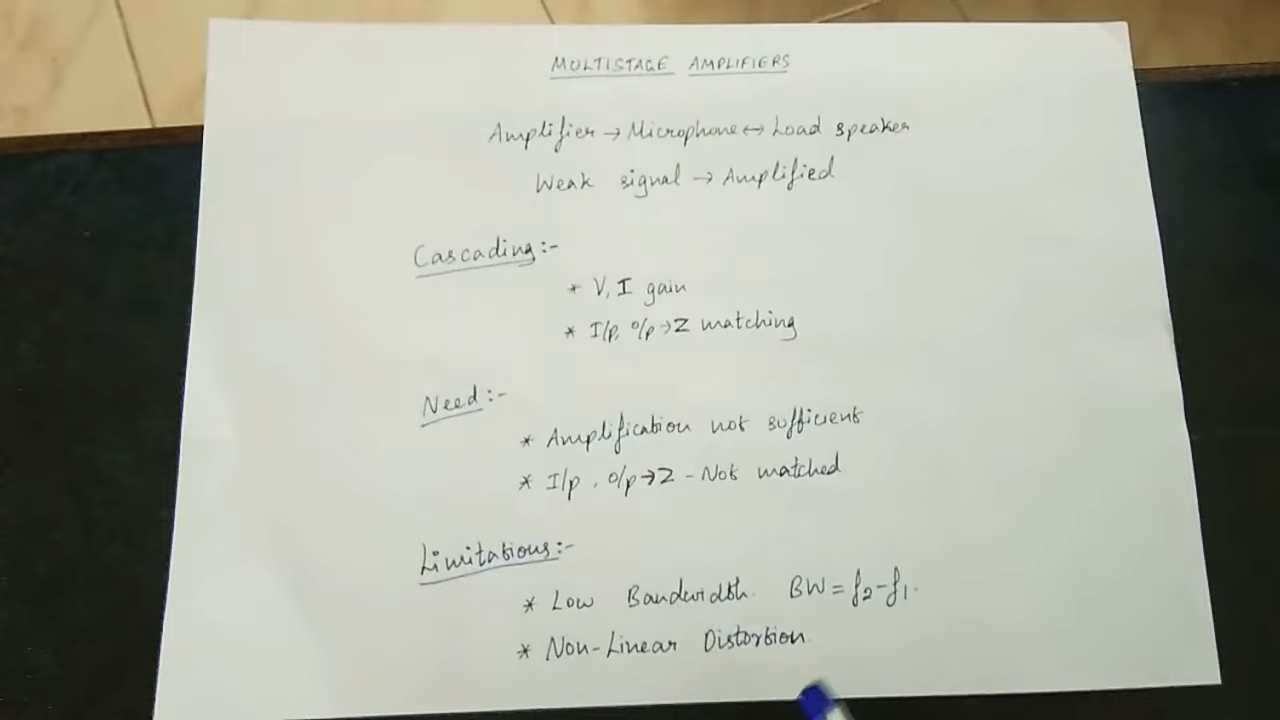 MULTISTAGE AMPLIFIERS
Amplifier → Microphone ↔ Load speaker
Weak signal → Amplified
Cascading:-
* V, I gain
* I/p, O/p → Z matching
Need:-
* Amplification not sufficient
* I/p, O/p → Z - Not matched
Limitations:-
* Low Bandwidth. BW = f2-f1.
* Non-Linear Distortion.